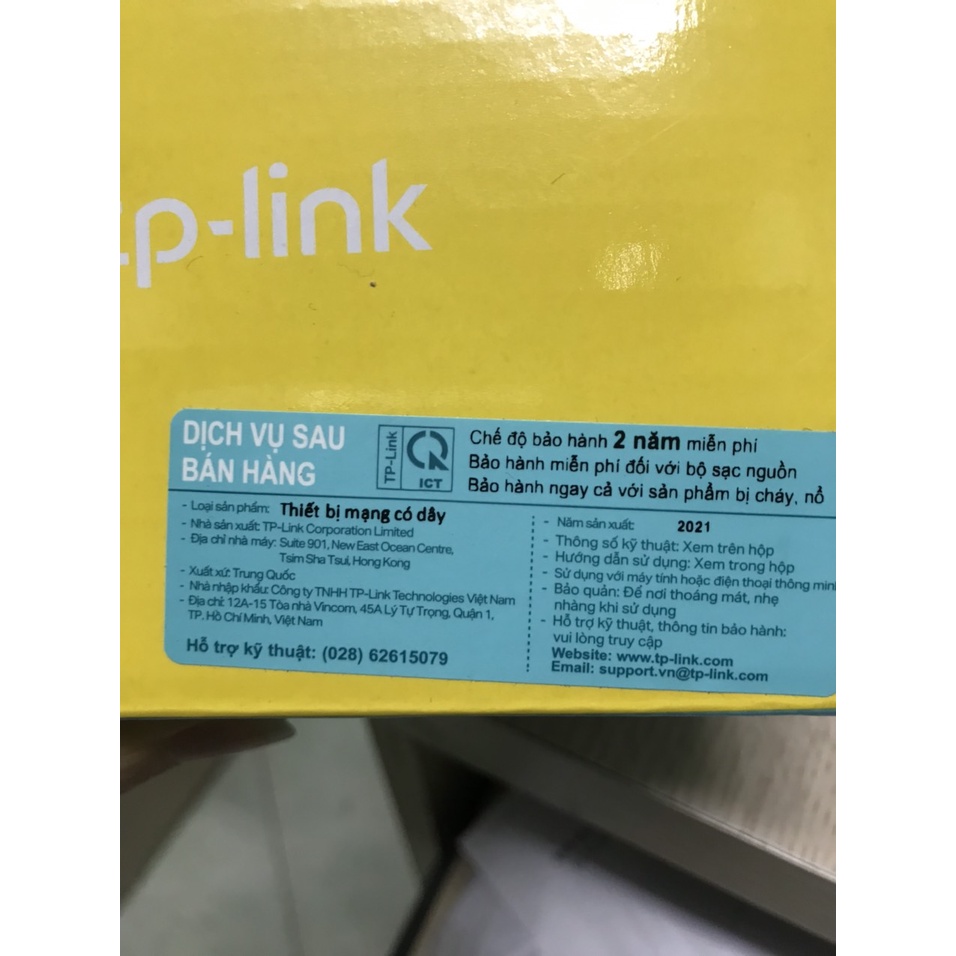 tp-link
DỊCH VỤ SAU
BÁN HÀNG
TP-Link
ICT
Chế độ bảo hành 2 năm miễn phí
Bảo hành miễn phí đối với bộ sạc nguồn
Bảo hành ngay cả với sản phẩm bị cháy, nổ
- Loại sản phẩm: Thiết bị mạng có dây
- Nhà sản xuất: TP-Link Corporation Limited
- Địa chỉ nhà máy: Suite 901, New East Ocean Centre,
Tsim Sha Tsui, Hong Kong
- Xuất xứ: Trung Quốc
- Nhà nhập khẩu: Công ty TNHH TP-Link Technologies Việt Nam
- Địa chỉ: 12A-15 Tòa nhà Vincom, 45A Lý Tự Trọng, Quận 1,
TP. Hồ Chí Minh, Việt Nam
Hỗ trợ kỹ thuật: (028) 62615079
- Năm sản xuất: 2021
- Thông số kỹ thuật: Xem trên hộp
- Hướng dẫn sử dụng: Xem trong hộp
- Sử dụng với máy tính hoặc điện thoại thông minh
- Bảo quản: Để nơi thoáng mát, nhẹ
nhàng khi sử dụng
- Hỗ trợ kỹ thuật, thông tin bảo hành:
vui lòng truy cập
Website: www.tp-link.com
Email: support.vn@tp-link.com